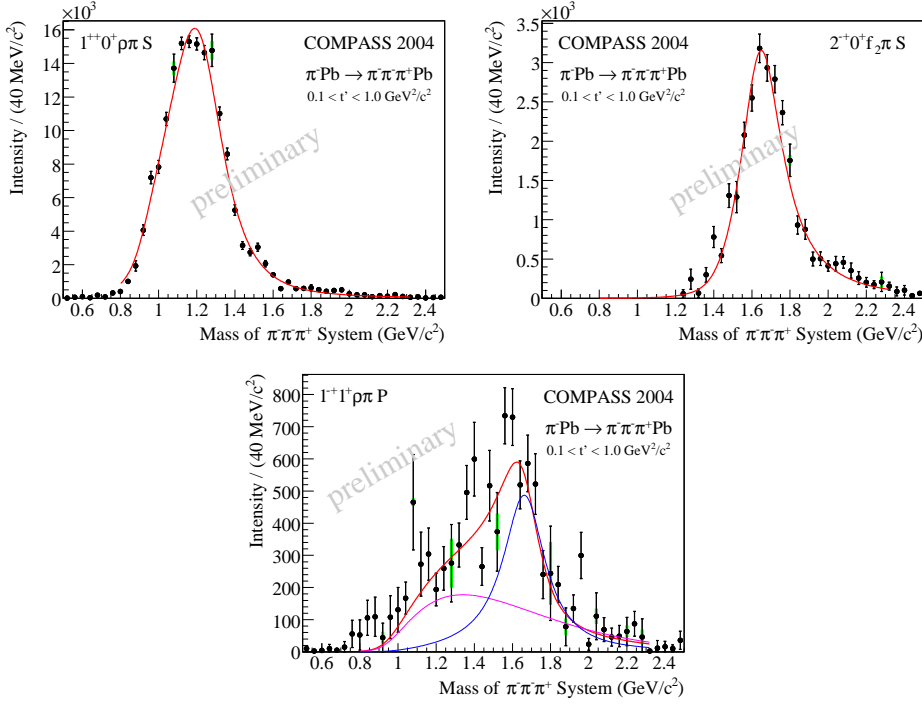 ×10³
Intensity / (40 MeV/c²)
16
14
12
10
8
6
4
2
0
1⁺⁺0⁺ρπ S
COMPASS 2004
π⁻Pb → π⁻π⁻π⁺Pb
0.1 < t' < 1.0 GeV²/c²
preliminary
0.6 0.8 1 1.2 1.4 1.6 1.8 2 2.2 2.4
Mass of π⁻π⁻π⁺ System (GeV/c²)
×10³
Intensity / (40 MeV/c²)
3.5
3
2.5
2
1.5
1
0.5
0
2⁻⁺0⁺f₂π S
COMPASS 2004
π⁻Pb → π⁻π⁻π⁺Pb
0.1 < t' < 1.0 GeV²/c²
preliminary
0.6 0.8 1 1.2 1.4 1.6 1.8 2 2.2 2.4
Mass of π⁻π⁻π⁺ System (GeV/c²)
Intensity / (40 MeV/c²)
800
700
600
500
400
300
200
100
0
1⁻⁺1⁺ρπ P
COMPASS 2004
π⁻Pb → π⁻π⁻π⁺Pb
0.1 < t' < 1.0 GeV²/c²
preliminary
0.6 0.8 1 1.2 1.4 1.6 1.8 2 2.2 2.4
Mass of π⁻π⁻π⁺ System (GeV/c²)